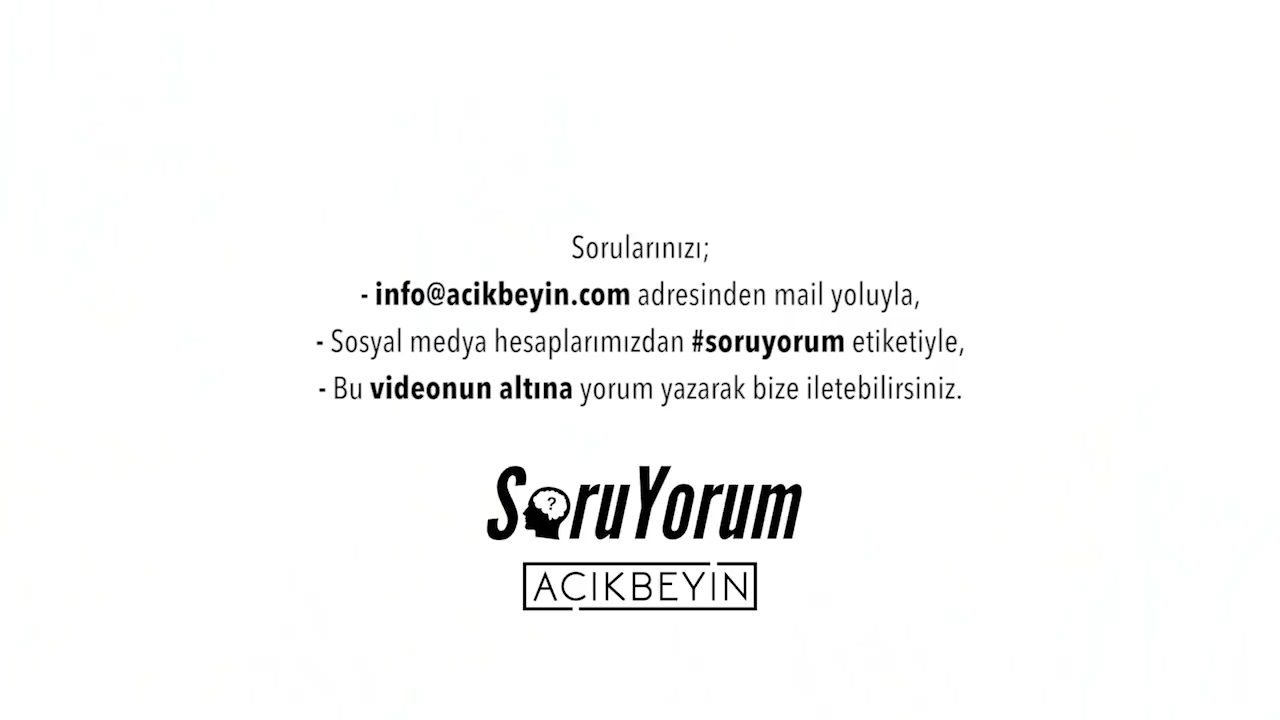 Sorularınızı;
- info@acikbeyin.com adresinden mail yoluyla,
- Sosyal medya hesaplarımızdan #soruyorum etiketiyle,
- Bu videonun altına yorum yazarak bize iletebilirsiniz.
SoruYorum
AÇIKBEYİN